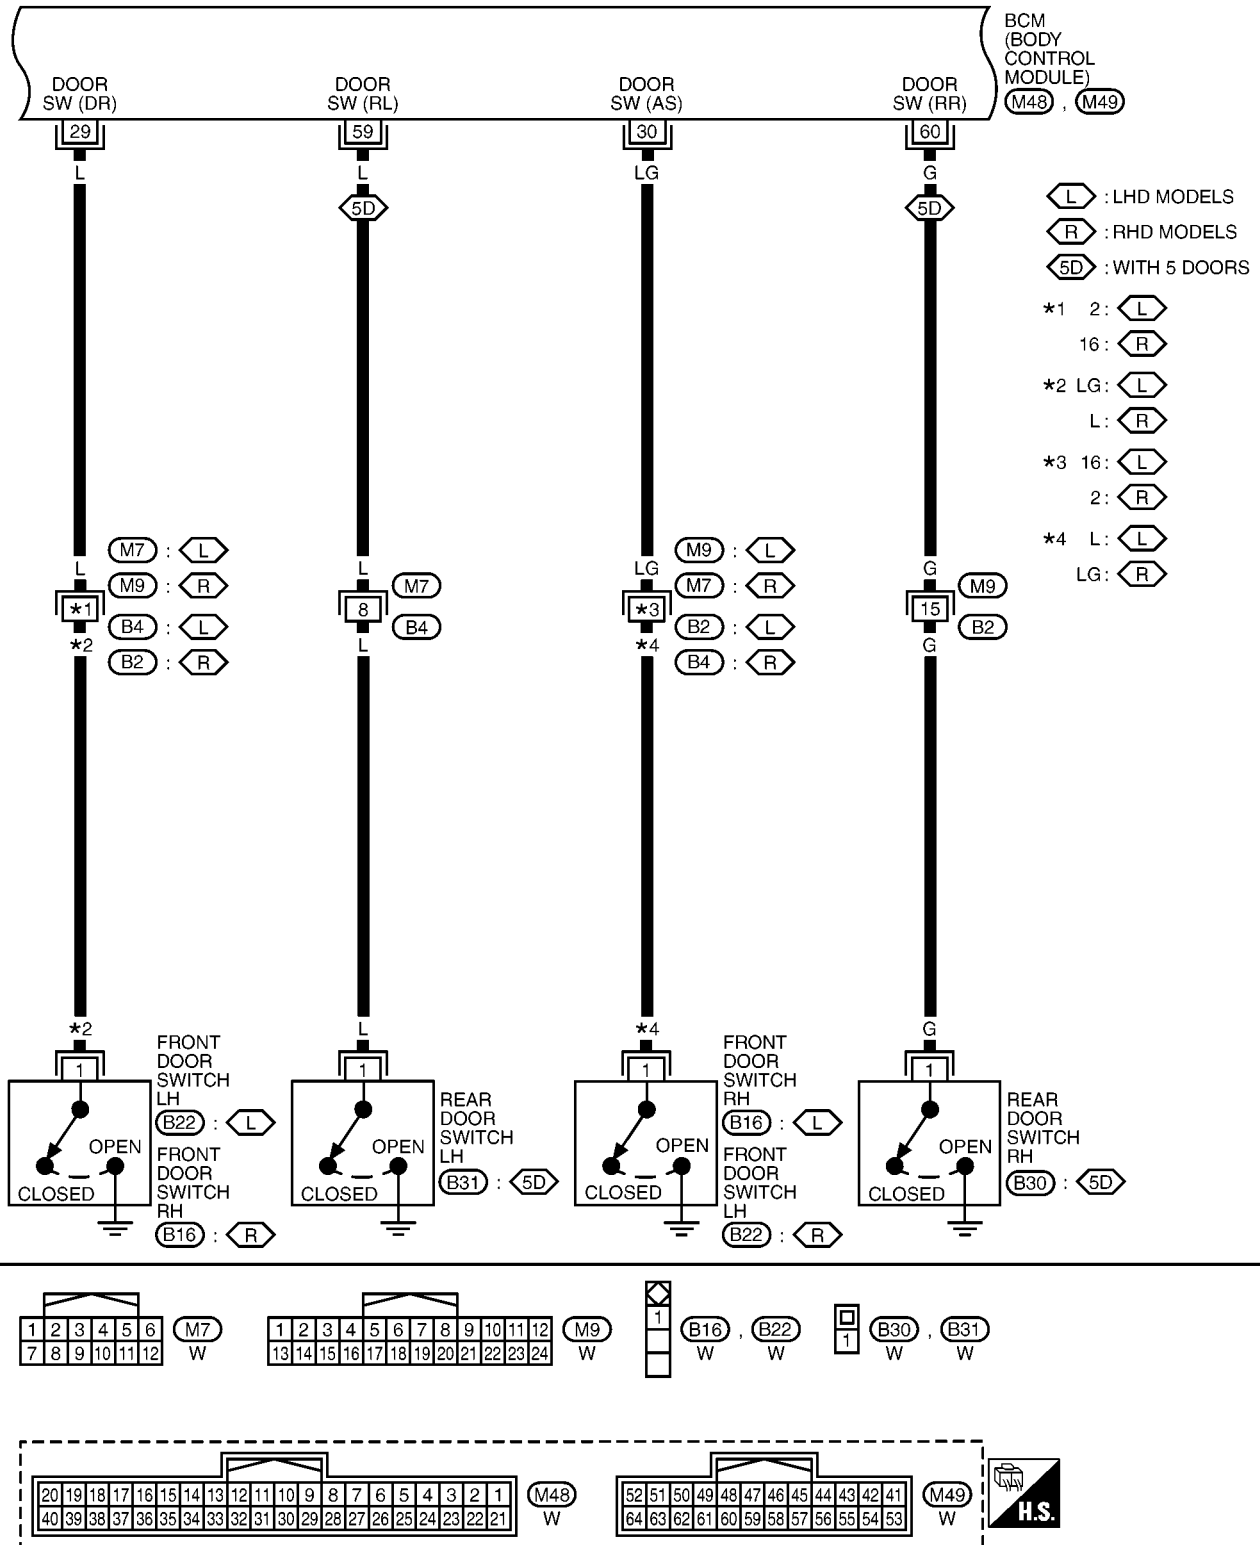 BCM
(BODY
CONTROL
MODULE)
M48 , M49
DOOR
SW (DR)
DOOR
SW (RL)
DOOR
SW (AS)
DOOR
SW (RR)
29 59 30 60
L L LG G
5D 5D
L : LHD MODELS
R : RHD MODELS
5D : WITH 5 DOORS
*1 2: L
16: R
*2 LG: L
L: R
*3 16: L
2: R
*4 L: L
LG: R
L L LG G
M7 : L
M9 : R
*1
B4 : L
B2 : R
*2
M7
8
B4
L
M9 : L
M7 : R
*3
B2 : L
B4 : R
*4
M9
15
B2
G
*2 L *4 G
1 1 1 1
FRONT
DOOR
SWITCH
LH
B22 : L
FRONT
DOOR
SWITCH
RH
B16 : R
OPEN
CLOSED
REAR
DOOR
SWITCH
LH
B31 : 5D
OPEN
CLOSED
FRONT
DOOR
SWITCH
RH
B16 : L
FRONT
DOOR
SWITCH
LH
B22 : R
OPEN
CLOSED
REAR
DOOR
SWITCH
RH
B30 : 5D
OPEN
CLOSED
1 2 3 4 5 6
7 8 9 10 11 12
M7
W
1 2 3 4 5 6 7 8 9 10 11 12
13 14 15 16 17 18 19 20 21 22 23 24
M9
W
1
B16 , B22
W W
1
B30 , B31
W W
20 19 18 17 16 15 14 13 12 11 10 9 8 7 6 5 4 3 2 1
40 39 38 37 36 35 34 33 32 31 30 29 28 27 26 25 24 23 22 21
M48
W
52 51 50 49 48 47 46 45 44 43 42 41
64 63 62 61 60 59 58 57 56 55 54 53
M49
W
H.S.